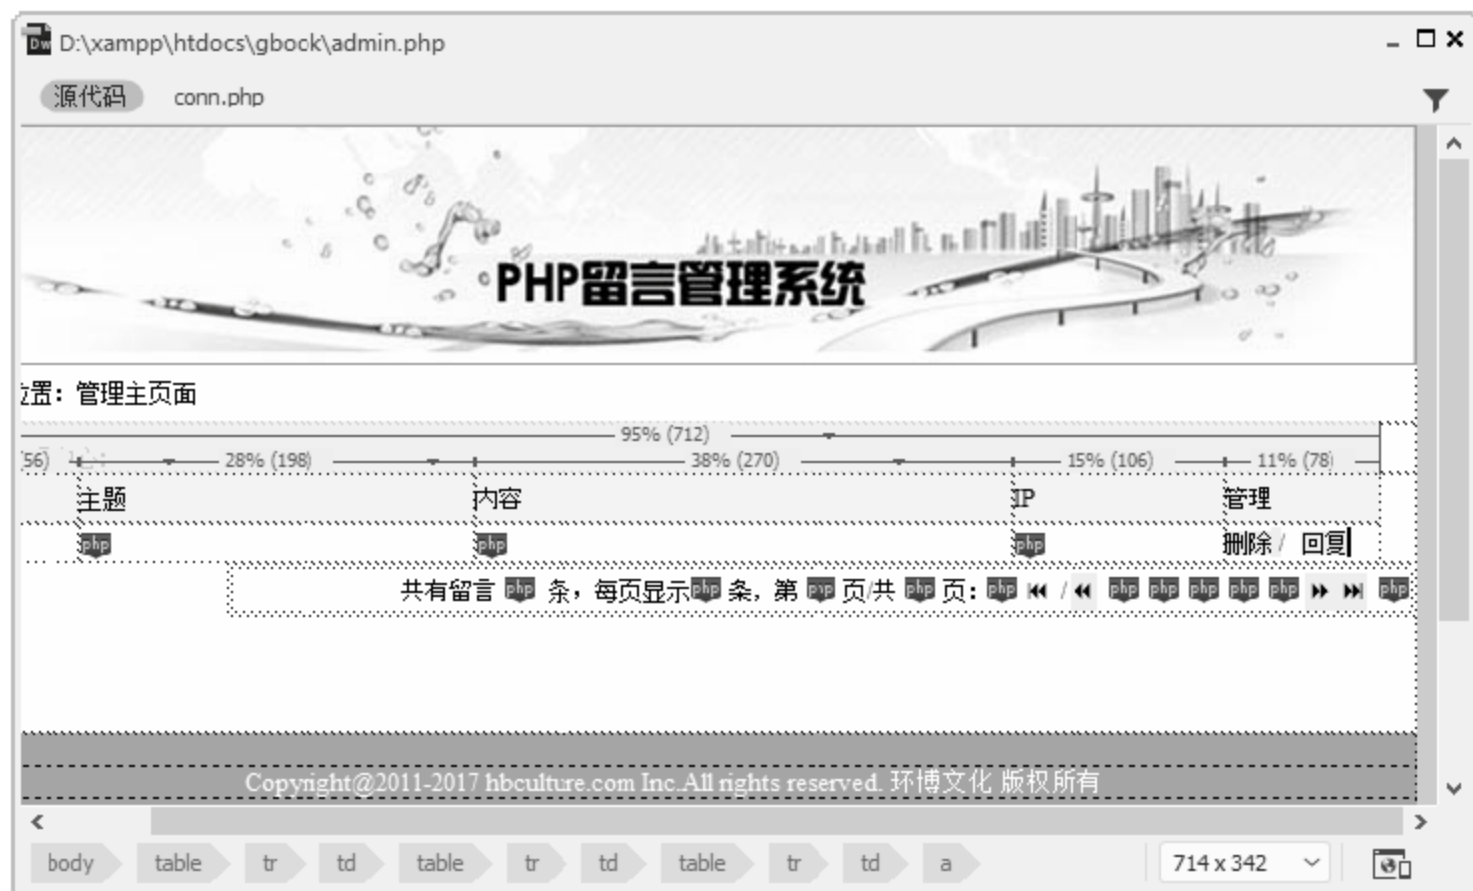 Dw D:\xampp\htdocs\gbock\admin.php
源代码 conn.php
PHP留言管理系统
位置：管理主页面
95% (712)
56) 28% (198) 38% (270) 15% (106) 11% (78)
主题 内容 IP 管理
php php php 删除 / 回复
共有留言 php 条，每页显示 php 条，第 php 页/共 php 页：php / php php php php php php
Copyright@2011-2017 hbculture.com Inc.All rights reserved. 环博文化 版权所有
body table tr td table tr td table tr td a 714 x 342